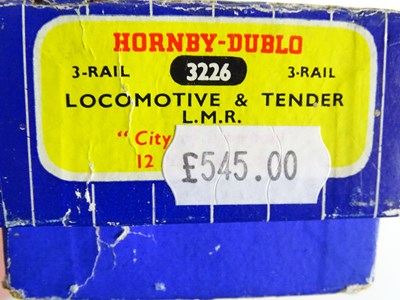 HORNBY-DUBLO
3-RAIL 3226 3-RAIL
LOCOMOTIVE & TENDER
L.M.R.
"City
12 £545.00